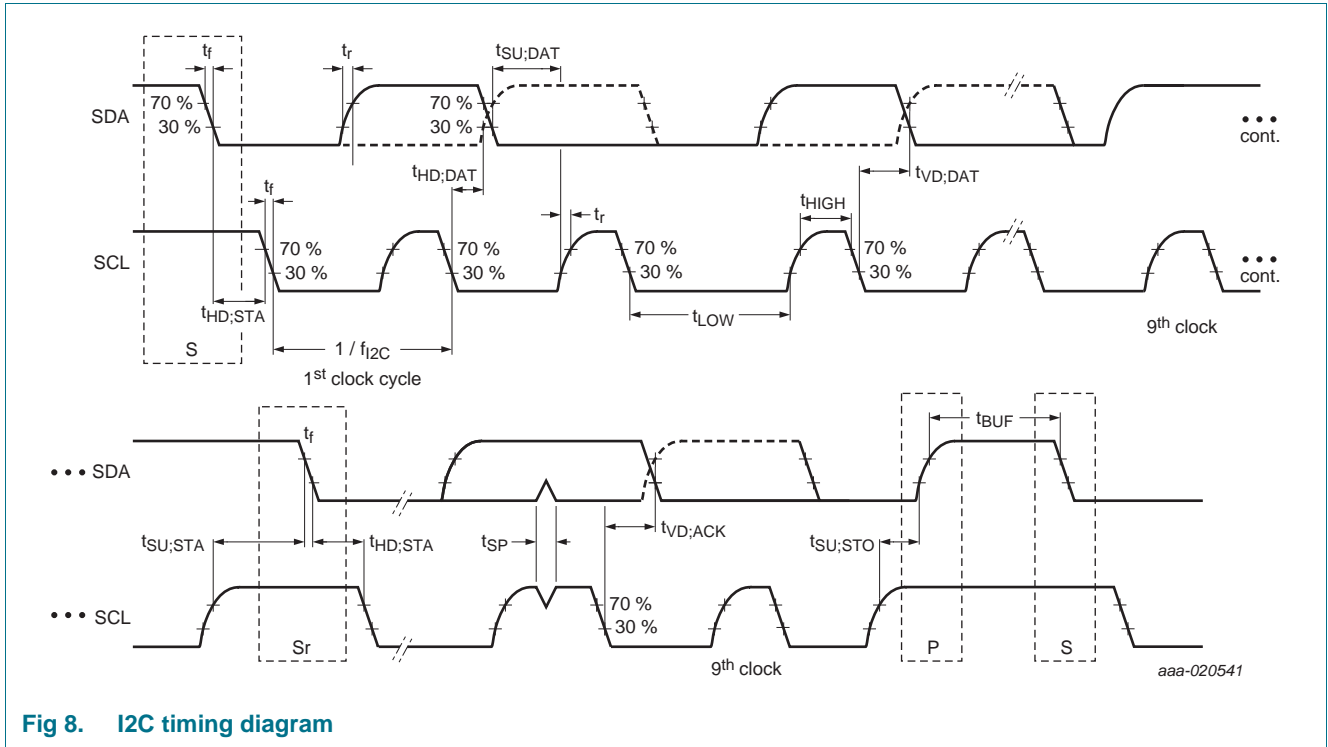 tf
tr
tSU;DAT
70 %
30 %
70 %
30 %
SDA
cont.
tHD;DAT
tVD;DAT
tf
tr
tHIGH
70 %
30 %
70 %
30 %
70 %
30 %
70 %
30 %
SCL
cont.
tHD;STA
tLOW
S
1 / fI2C
1st clock cycle
9th clock
tf
tBUF
••• SDA
tSU;STA
tHD;STA
tSP
tVD;ACK
tSU;STO
••• SCL
70 %
30 %
Sr
9th clock
P
S
aaa-020541
Fig 8. I2C timing diagram